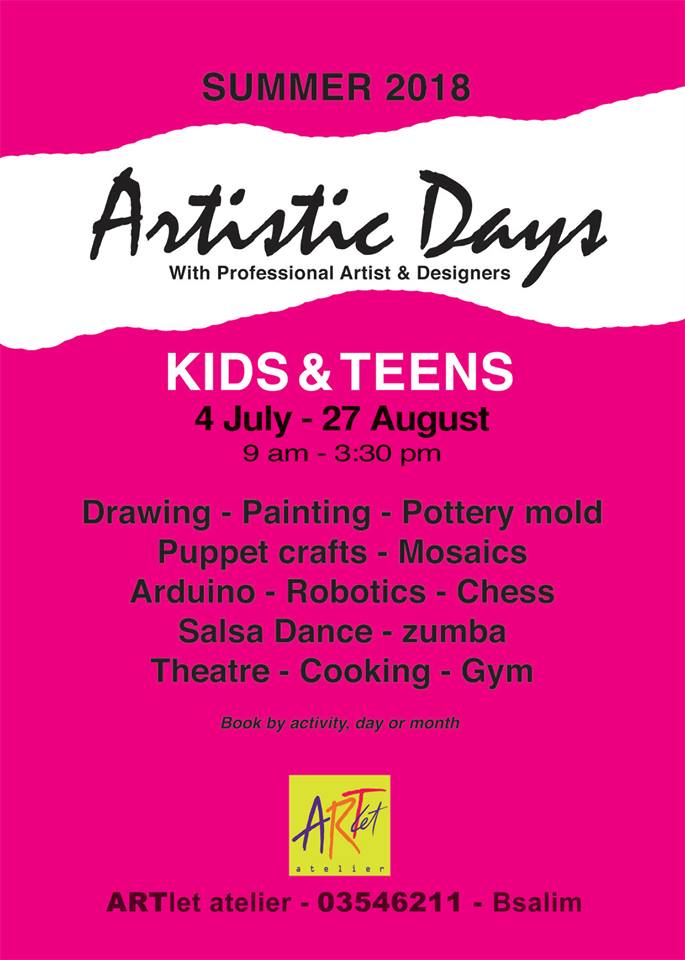 SUMMER 2018
Artistic Days
With Professional Artist & Designers
KIDS & TEENS
4 July - 27 August
9 am - 3:30 pm
Drawing - Painting - Pottery mold
Puppet crafts - Mosaics
Arduino - Robotics - Chess
Salsa Dance - zumba
Theatre - Cooking - Gym
Book by activity, day or month
ARTlet
atelier
ARTlet atelier - 03546211 - Bsalim